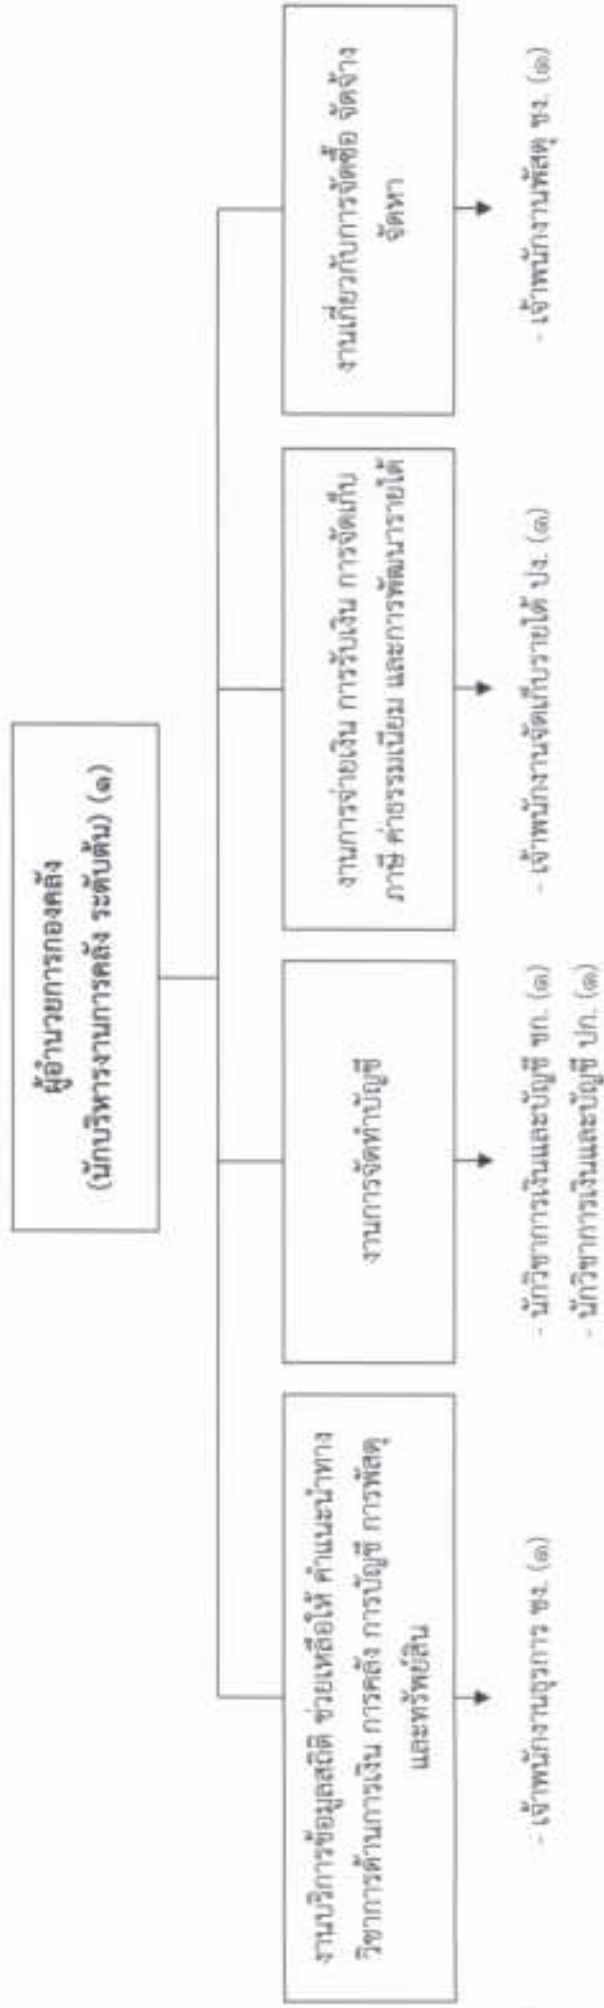 ผู้อำนวยการกองคลัง
(นักบริหารงานการคลัง ระดับต้น) (๑)
งานบริการข้อมูลสถิติ ช่วยเหลือให้ คำแนะนำทาง
วิชาการด้านการเงิน การคลัง การบัญชี การพัสดุ
และทรัพย์สิน
- เจ้าพนักงานธุรการ ชง. (๑)
งานการจัดทำบัญชี
- นักวิชาการเงินและบัญชี ชก. (๑)
- นักวิชาการเงินและบัญชี ปก. (๑)
งานการจ่ายเงิน การรับเงิน การจัดเก็บ
ภาษี ค่าธรรมเนียม และการพัฒนารายได้
- เจ้าพนักงานจัดเก็บรายได้ ปง. (๑)
งานเกี่ยวกับการจัดซื้อ จัดจ้าง
จัดหา
- เจ้าพนักงานพัสดุ ชง. (๑)